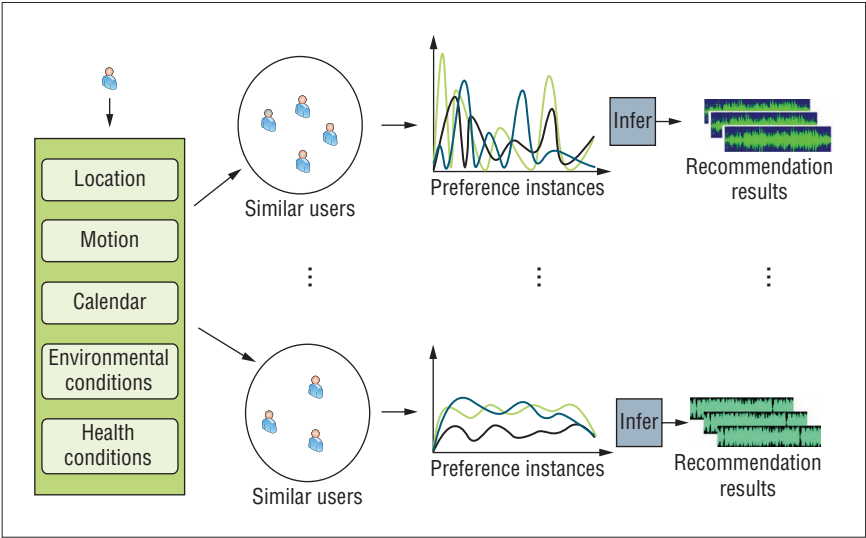 Location
Motion
Calendar
Environmental
conditions
Health
conditions
Similar users
Preference instances
Infer
Recommendation
results
Similar users
Preference instances
Infer
Recommendation
results